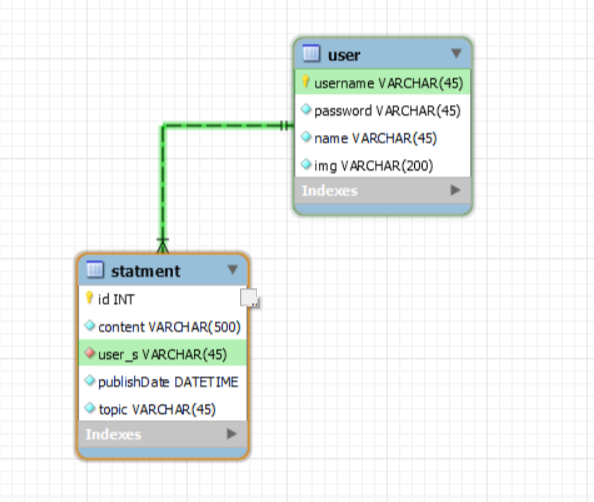 user
username VARCHAR(45)
password VARCHAR(45)
name VARCHAR(45)
img VARCHAR(200)
Indexes
statment
id INT
content VARCHAR(500)
user_s VARCHAR(45)
publishDate DATETIME
topic VARCHAR(45)
Indexes